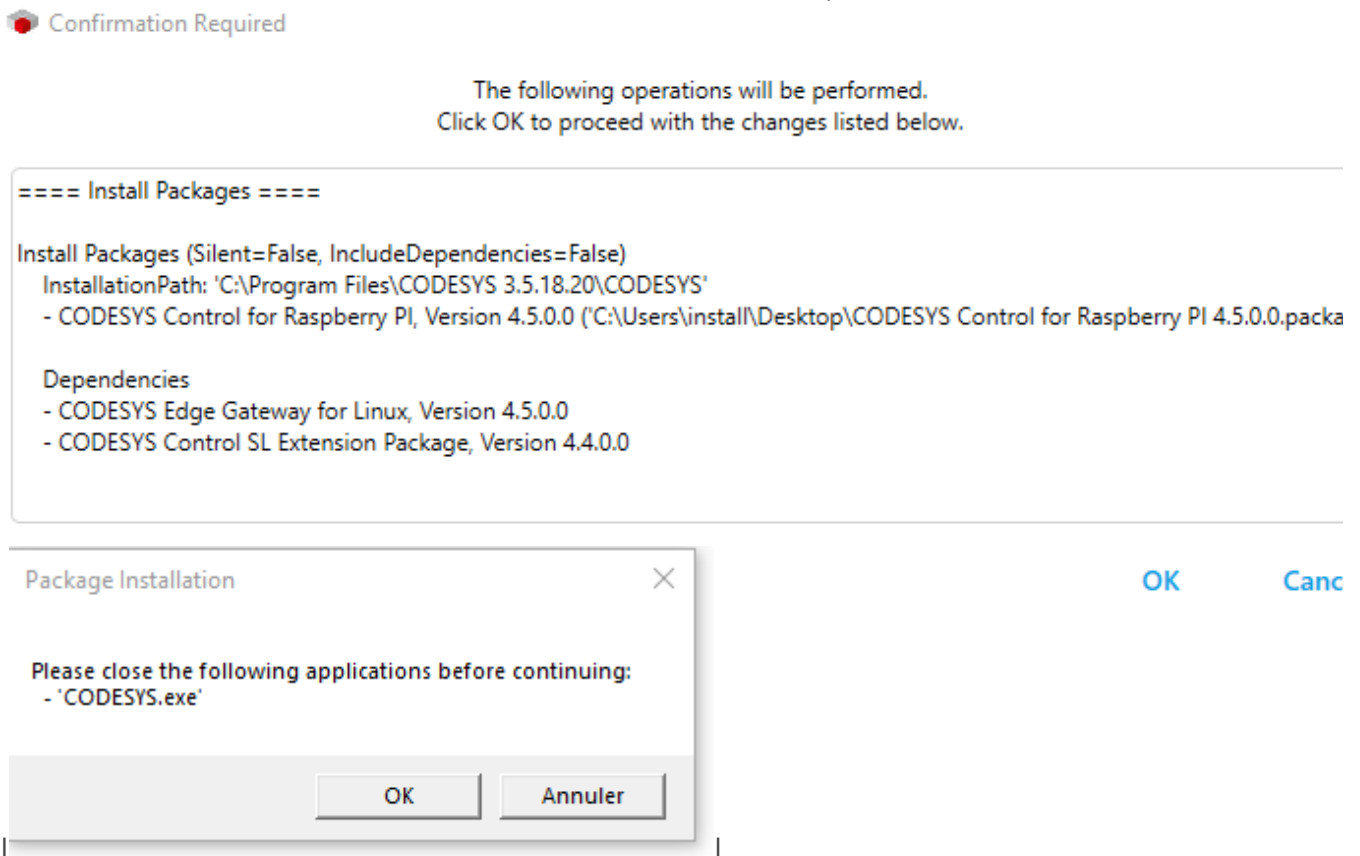 Confirmation Required
The following operations will be performed.
Click OK to proceed with the changes listed below.
==== Install Packages ====
Install Packages (Silent=False, IncludeDependencies=False)
InstallationPath: 'C:\Program Files\CODESYS 3.5.18.20\CODESYS'
- CODESYS Control for Raspberry PI, Version 4.5.0.0 ('C:\Users\install\Desktop\CODESYS Control for Raspberry PI 4.5.0.0.packa
Dependencies
- CODESYS Edge Gateway for Linux, Version 4.5.0.0
- CODESYS Control SL Extension Package, Version 4.4.0.0
OK Canc
Package Installation
Please close the following applications before continuing:
- 'CODESYS.exe'
OK Annuler